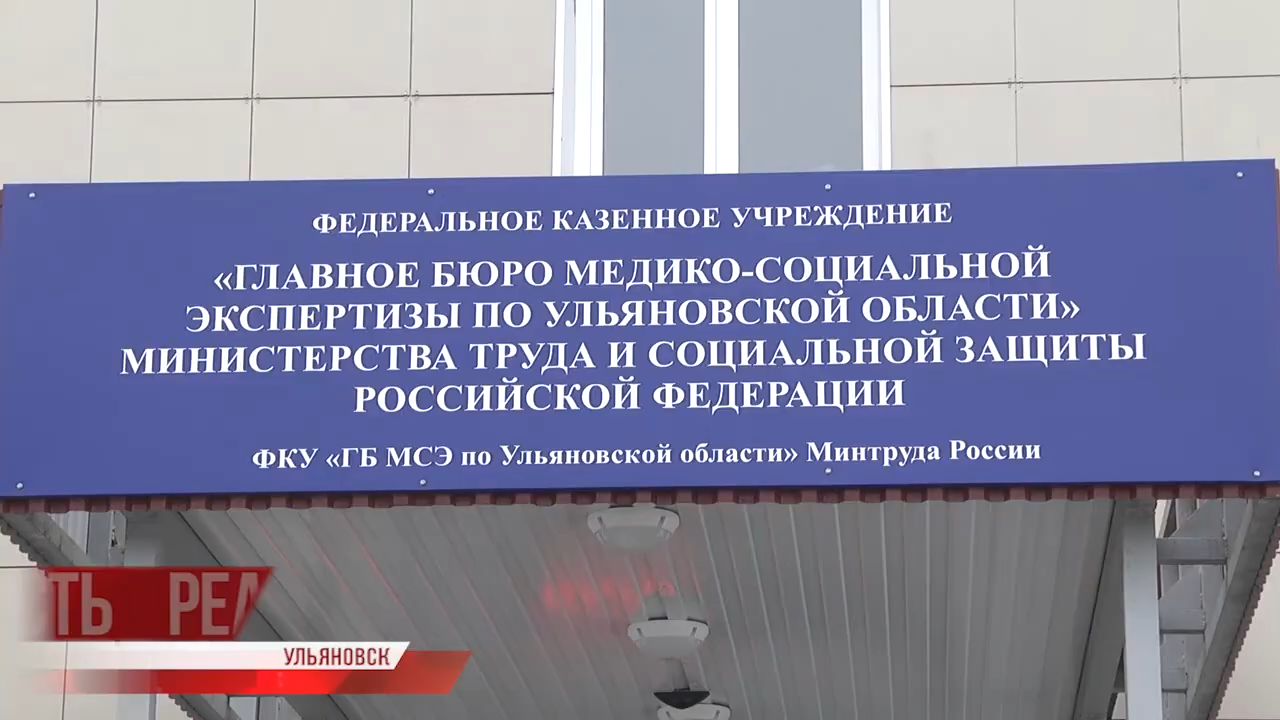 ФЕДЕРАЛЬНОЕ КАЗЕННОЕ УЧРЕЖДЕНИЕ
«ГЛАВНОЕ БЮРО МЕДИКО-СОЦИАЛЬНОЙ
ЭКСПЕРТИЗЫ ПО УЛЬЯНОВСКОЙ ОБЛАСТИ»
МИНИСТЕРСТВА ТРУДА И СОЦИАЛЬНОЙ ЗАЩИТЫ
РОССИЙСКОЙ ФЕДЕРАЦИИ
ФКУ «ГБ МСЭ по Ульяновской области» Минтруда России
УЛЬЯНОВСК